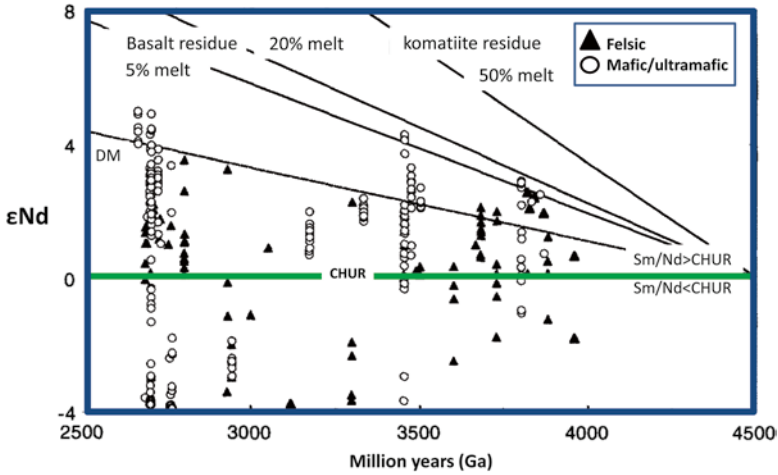 8
Basalt residue
20% melt
komatiite residue
5% melt
50% melt
Felsic
Mafic/ultramafic
4
DM
εNd
Sm/Nd>CHUR
0
CHUR
Sm/Nd<CHUR
-4
2500
3000
3500
4000
4500
Million years (Ga)